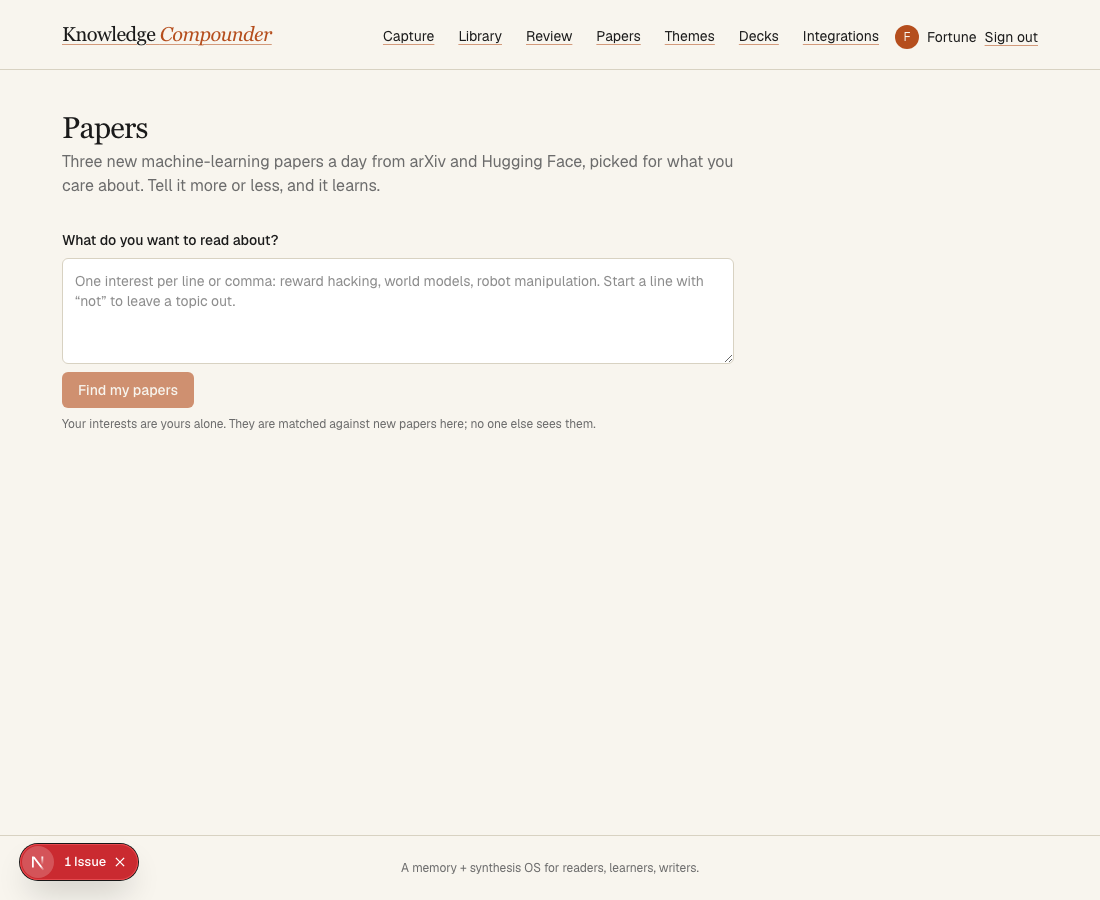 Knowledge Compounder
Capture Library Review Papers Themes Decks Integrations F Fortune Sign out
Papers
Three new machine-learning papers a day from arXiv and Hugging Face, picked for what you
care about. Tell it more or less, and it learns.
What do you want to read about?
One interest per line or comma: reward hacking, world models, robot manipulation. Start a line with
“not” to leave a topic out.
Find my papers
Your interests are yours alone. They are matched against new papers here; no one else sees them.
N 1 Issue
A memory + synthesis OS for readers, learners, writers.